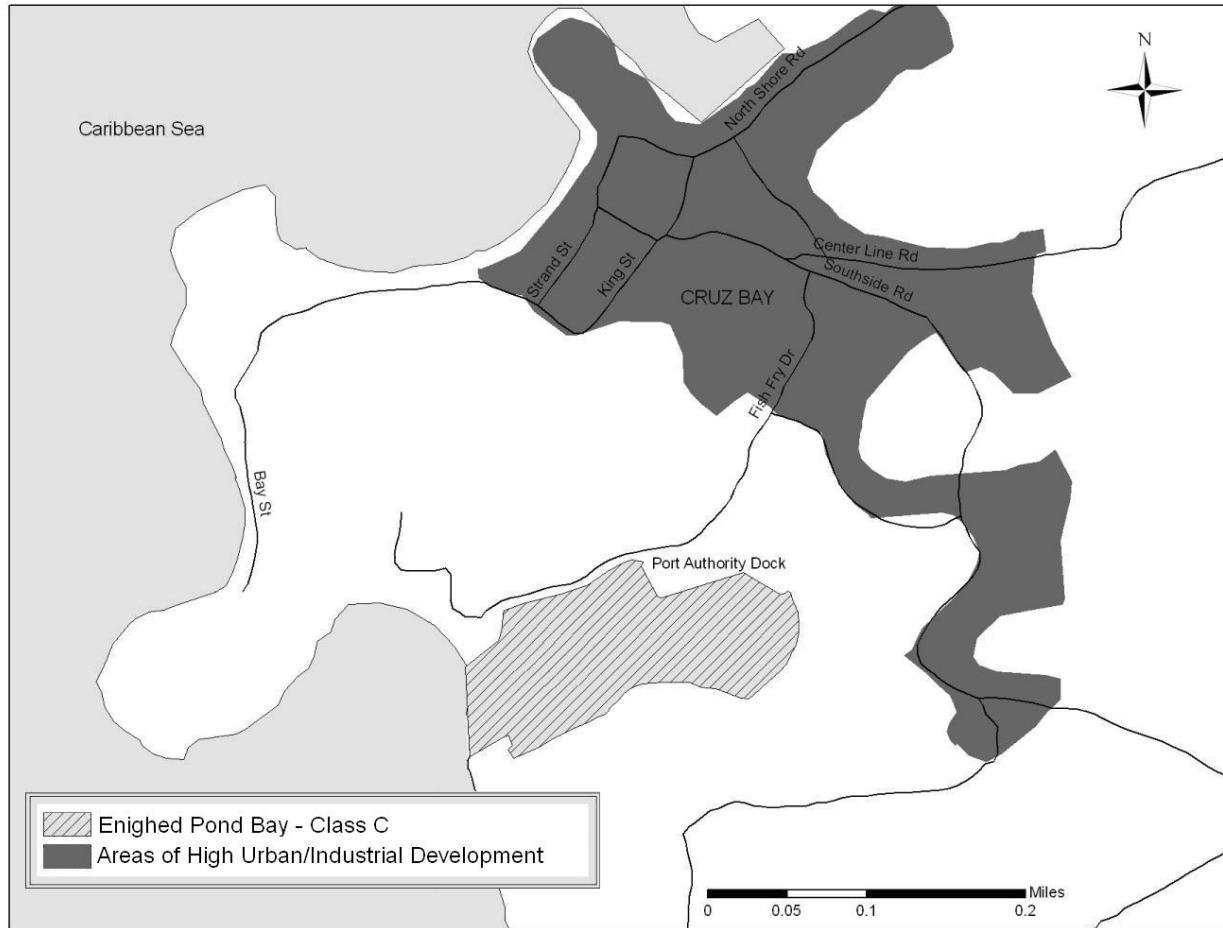 N
North Shore Rd
Caribbean Sea
Center Line Rd
Strand St
King St
Southside Rd
CRUZ BAY
Fish Fry Dr
Bay St
Port Authority Dock
Enighed Pond Bay - Class C
Areas of High Urban/Industrial Development
Miles
0 0.05 0.1 0.2